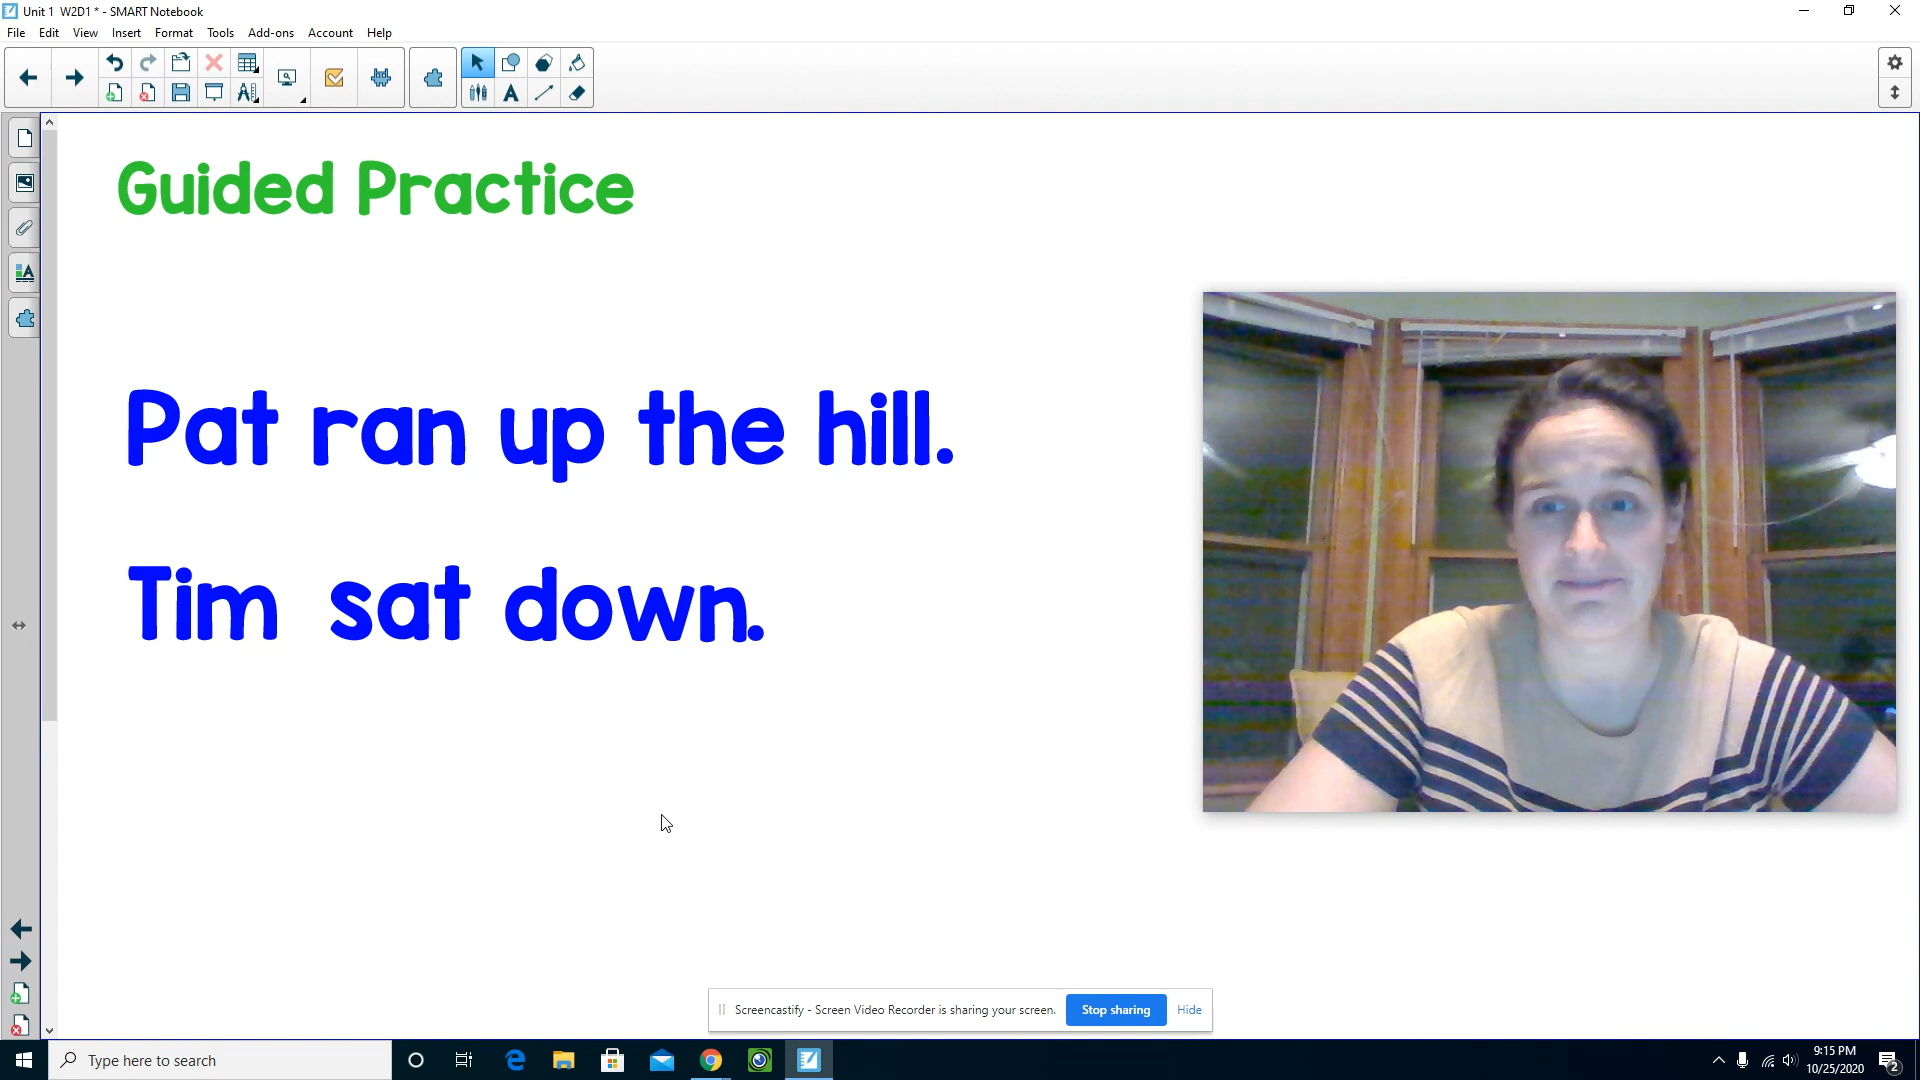 Unit 1 W2D1 * - SMART Notebook
File Edit View Insert Format Tools Add-ons Account Help
Guided Practice
Pat ran up the hill.
Tim sat down.
Screencastify - Screen Video Recorder is sharing your screen. Stop sharing Hide
Type here to search
9:15 PM
10/25/2020
2